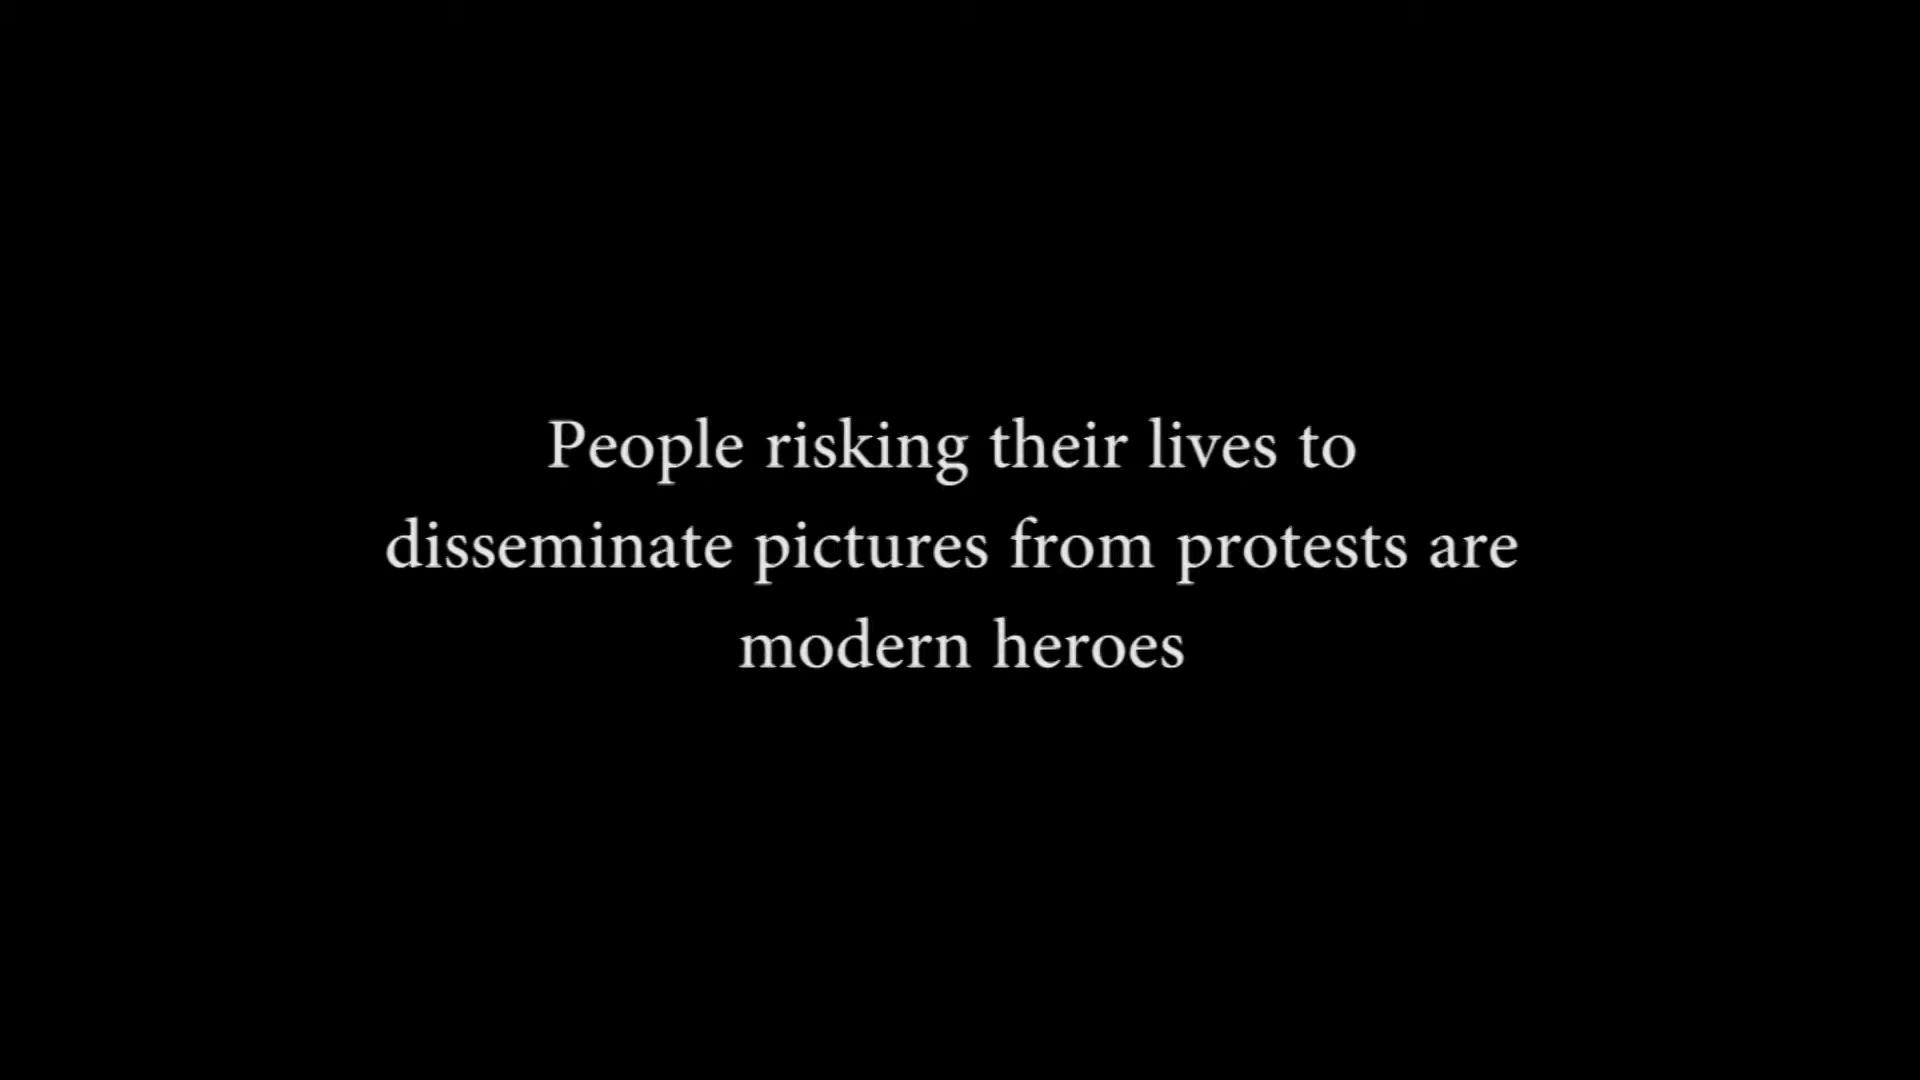 People risking their lives to
disseminate pictures from protests are
modern heroes